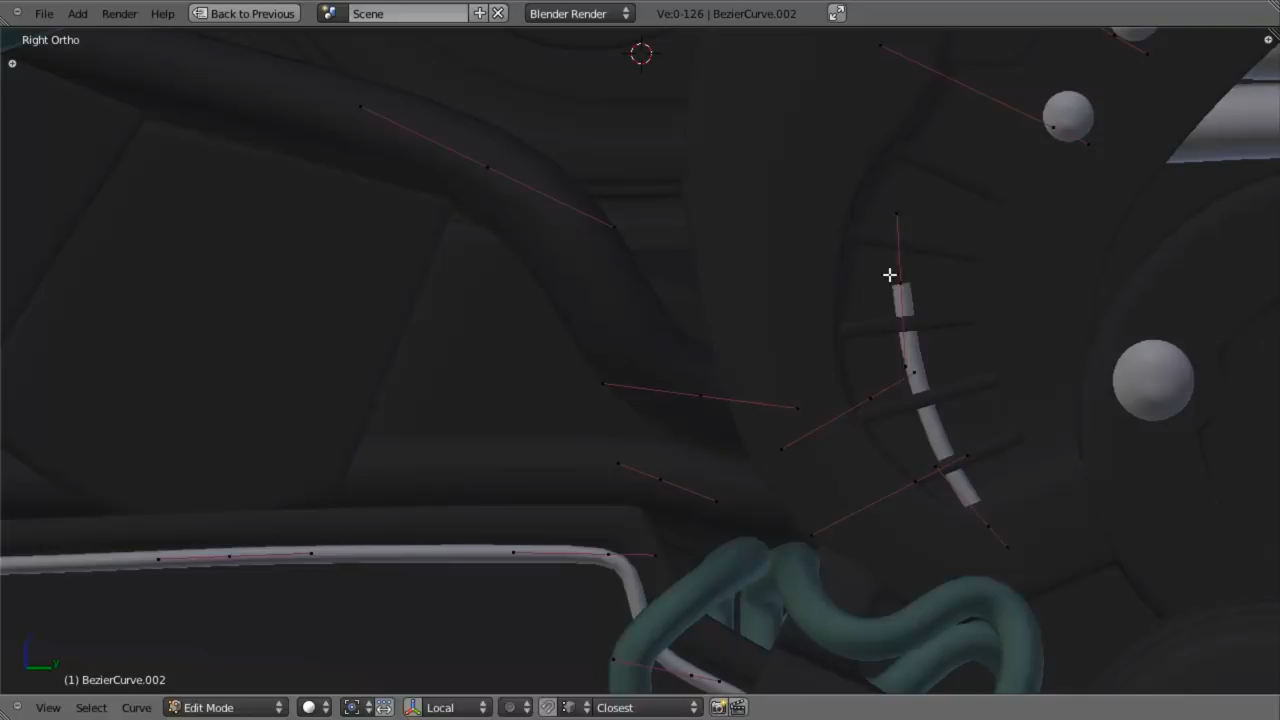 File Add Render Help Back to Previous Scene Blender Render Ve:0-126 | BezierCurve.002
Right Ortho
(1) BezierCurve.002
View Select Curve Edit Mode Local Closest